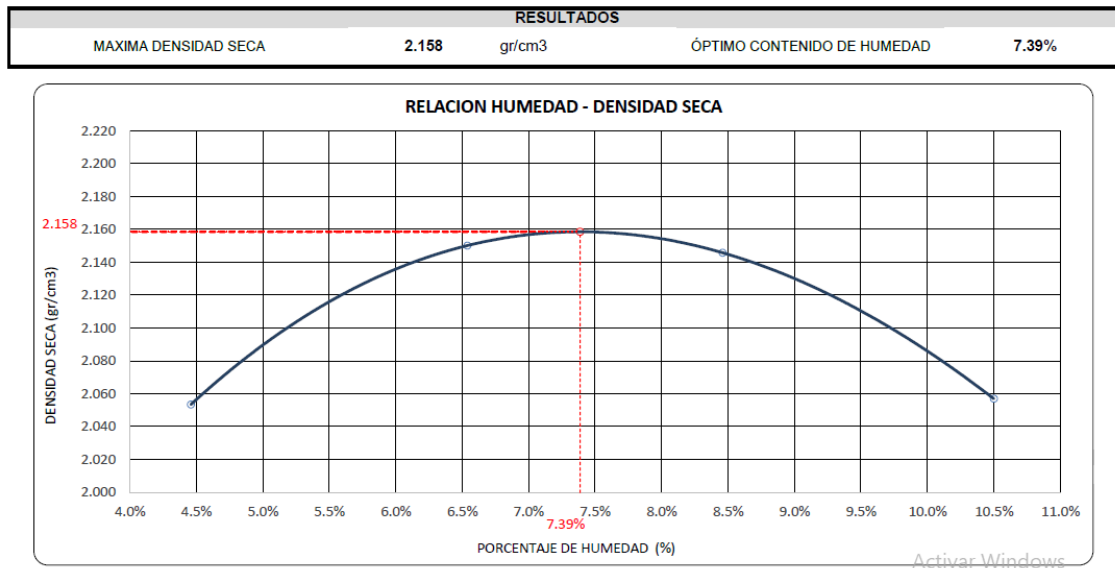 RESULTADOS
MAXIMA DENSIDAD SECA 2.158 gr/cm3 ÓPTIMO CONTENIDO DE HUMEDAD 7.39%
RELACION HUMEDAD - DENSIDAD SECA
2.220
2.200
2.180
2.158
2.160
2.140
2.120
2.100
2.080
2.060
2.040
2.020
2.000
DENSIDAD SECA (gr/cm3)
4.0% 4.5% 5.0% 5.5% 6.0% 6.5% 7.0% 7.5% 8.0% 8.5% 9.0% 9.5% 10.0% 10.5% 11.0%
7.39%
PORCENTAJE DE HUMEDAD (%)
Activar Windows